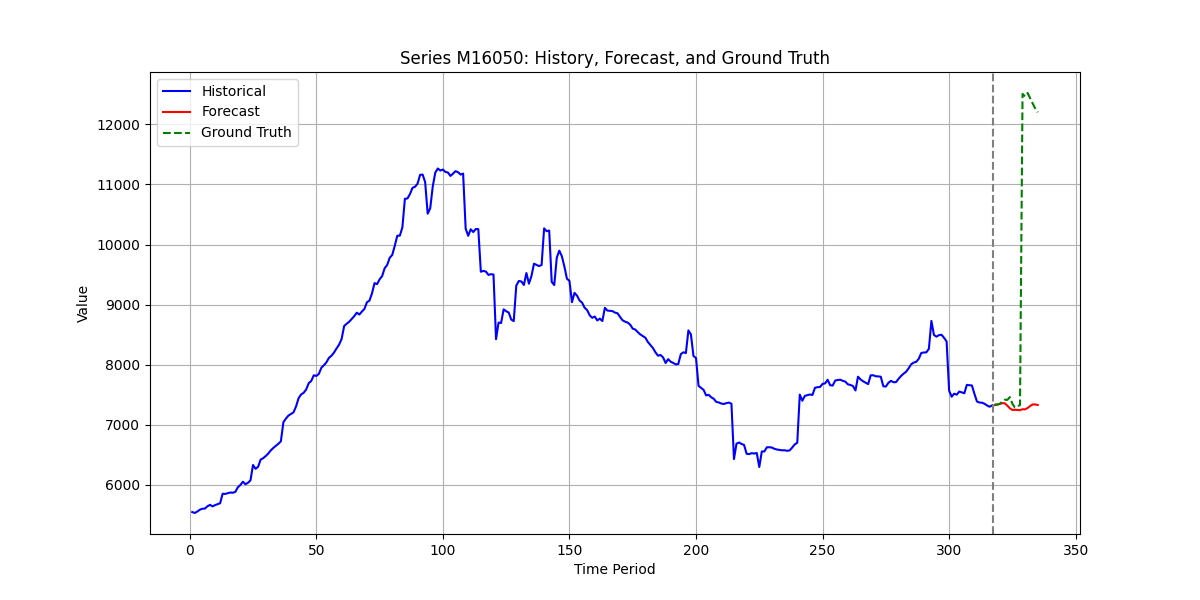 Series M16050: History, Forecast, and Ground Truth
Historical
Forecast
Ground Truth
12000
11000
10000
9000
8000
7000
6000
Value
0 50 100 150 200 250 300 350
Time Period